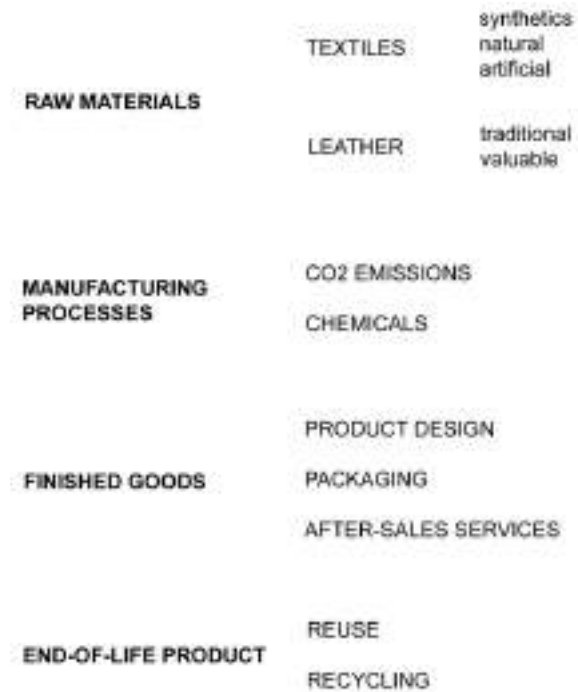 RAW MATERIALS
TEXTILES
synthetics
natural
artificial
LEATHER
traditional
valuable
MANUFACTURING
PROCESSES
CO2 EMISSIONS
CHEMICALS
FINISHED GOODS
PRODUCT DESIGN
PACKAGING
AFTER-SALES SERVICES
END-OF-LIFE PRODUCT
REUSE
RECYCLING